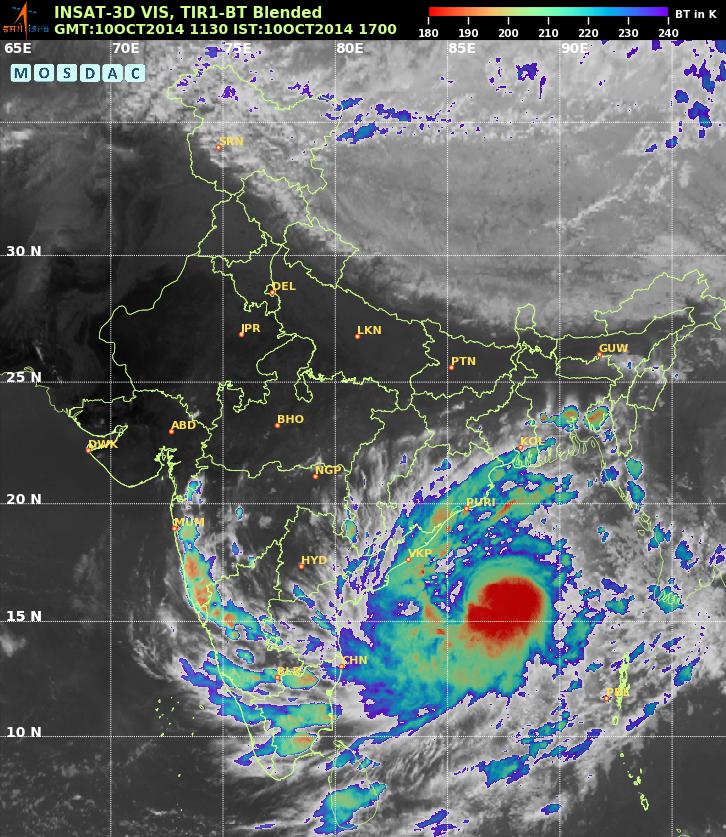 INSAT-3D VIS, TIR1-BT Blended
GMT:10OCT2014 1130 IST:10OCT2014 1700
BT in K
180 190 200 210 220 230 240
65E 70E 75E 80E 85E 90E
MOSDAC
SRN
30 N
DEL
JPR LKN
GUW
PTN
25 N
ABD BHO
DWK KOL
NGP
20 N
PURI
MUM
VKP
HYD
15 N
CHN
BLR
PBL
10 N